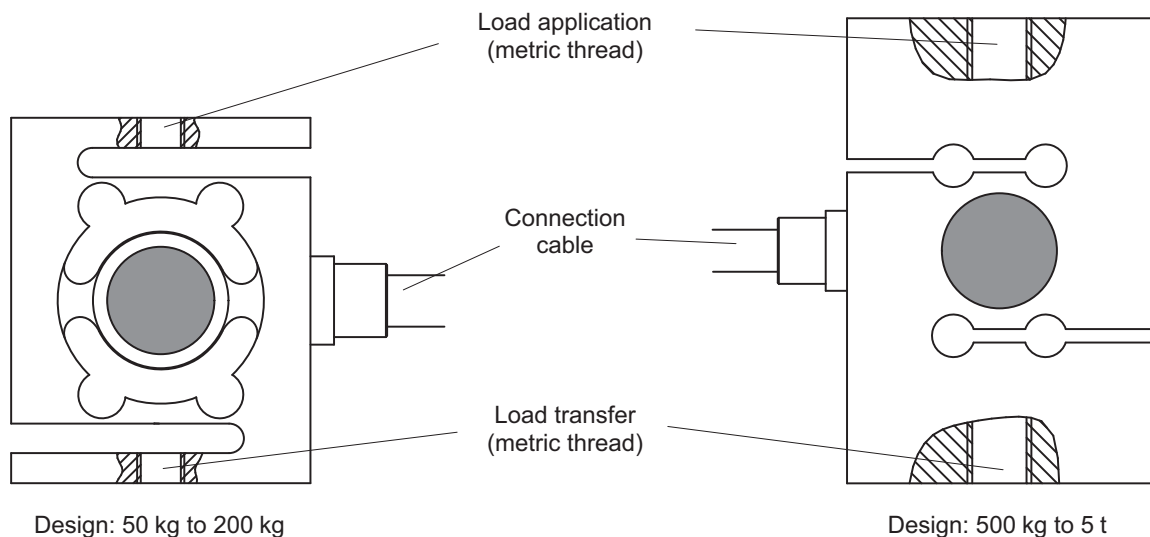 Load application
(metric thread)
Connection
cable
Load transfer
(metric thread)
Design: 50 kg to 200 kg
Design: 500 kg to 5 t